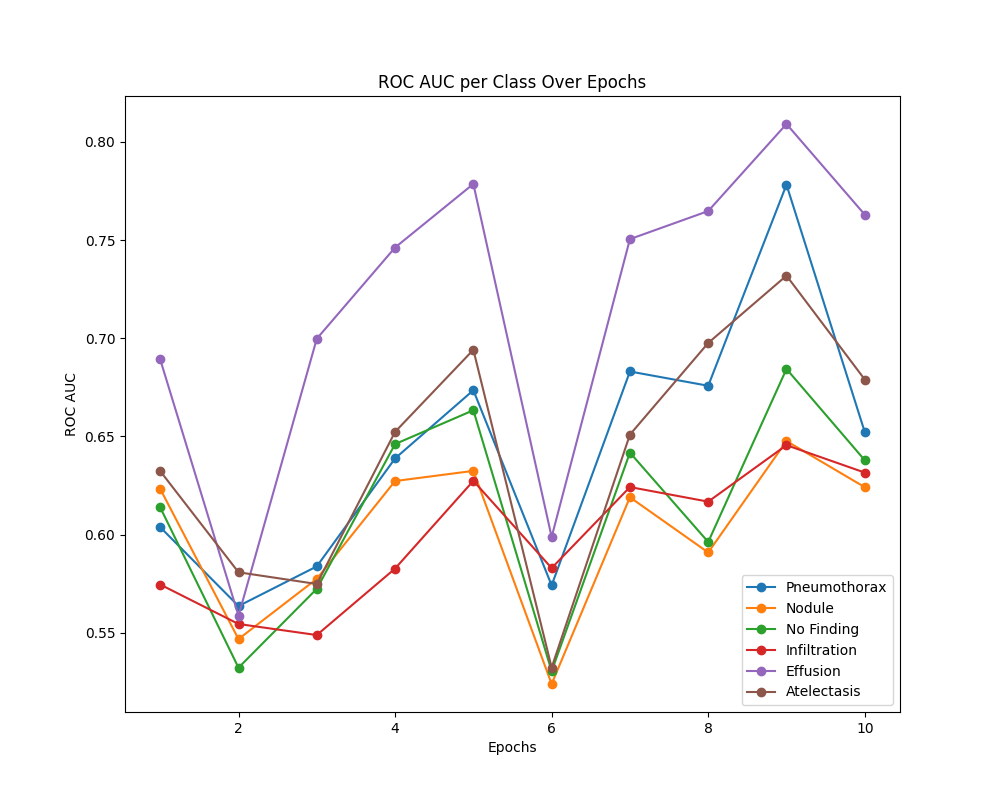 ROC AUC per Class Over Epochs
0.80
0.75
0.70
0.65
0.60
0.55
ROC AUC
2
4
6
8
10
Epochs
Pneumothorax
Nodule
No Finding
Infiltration
Effusion
Atelectasis